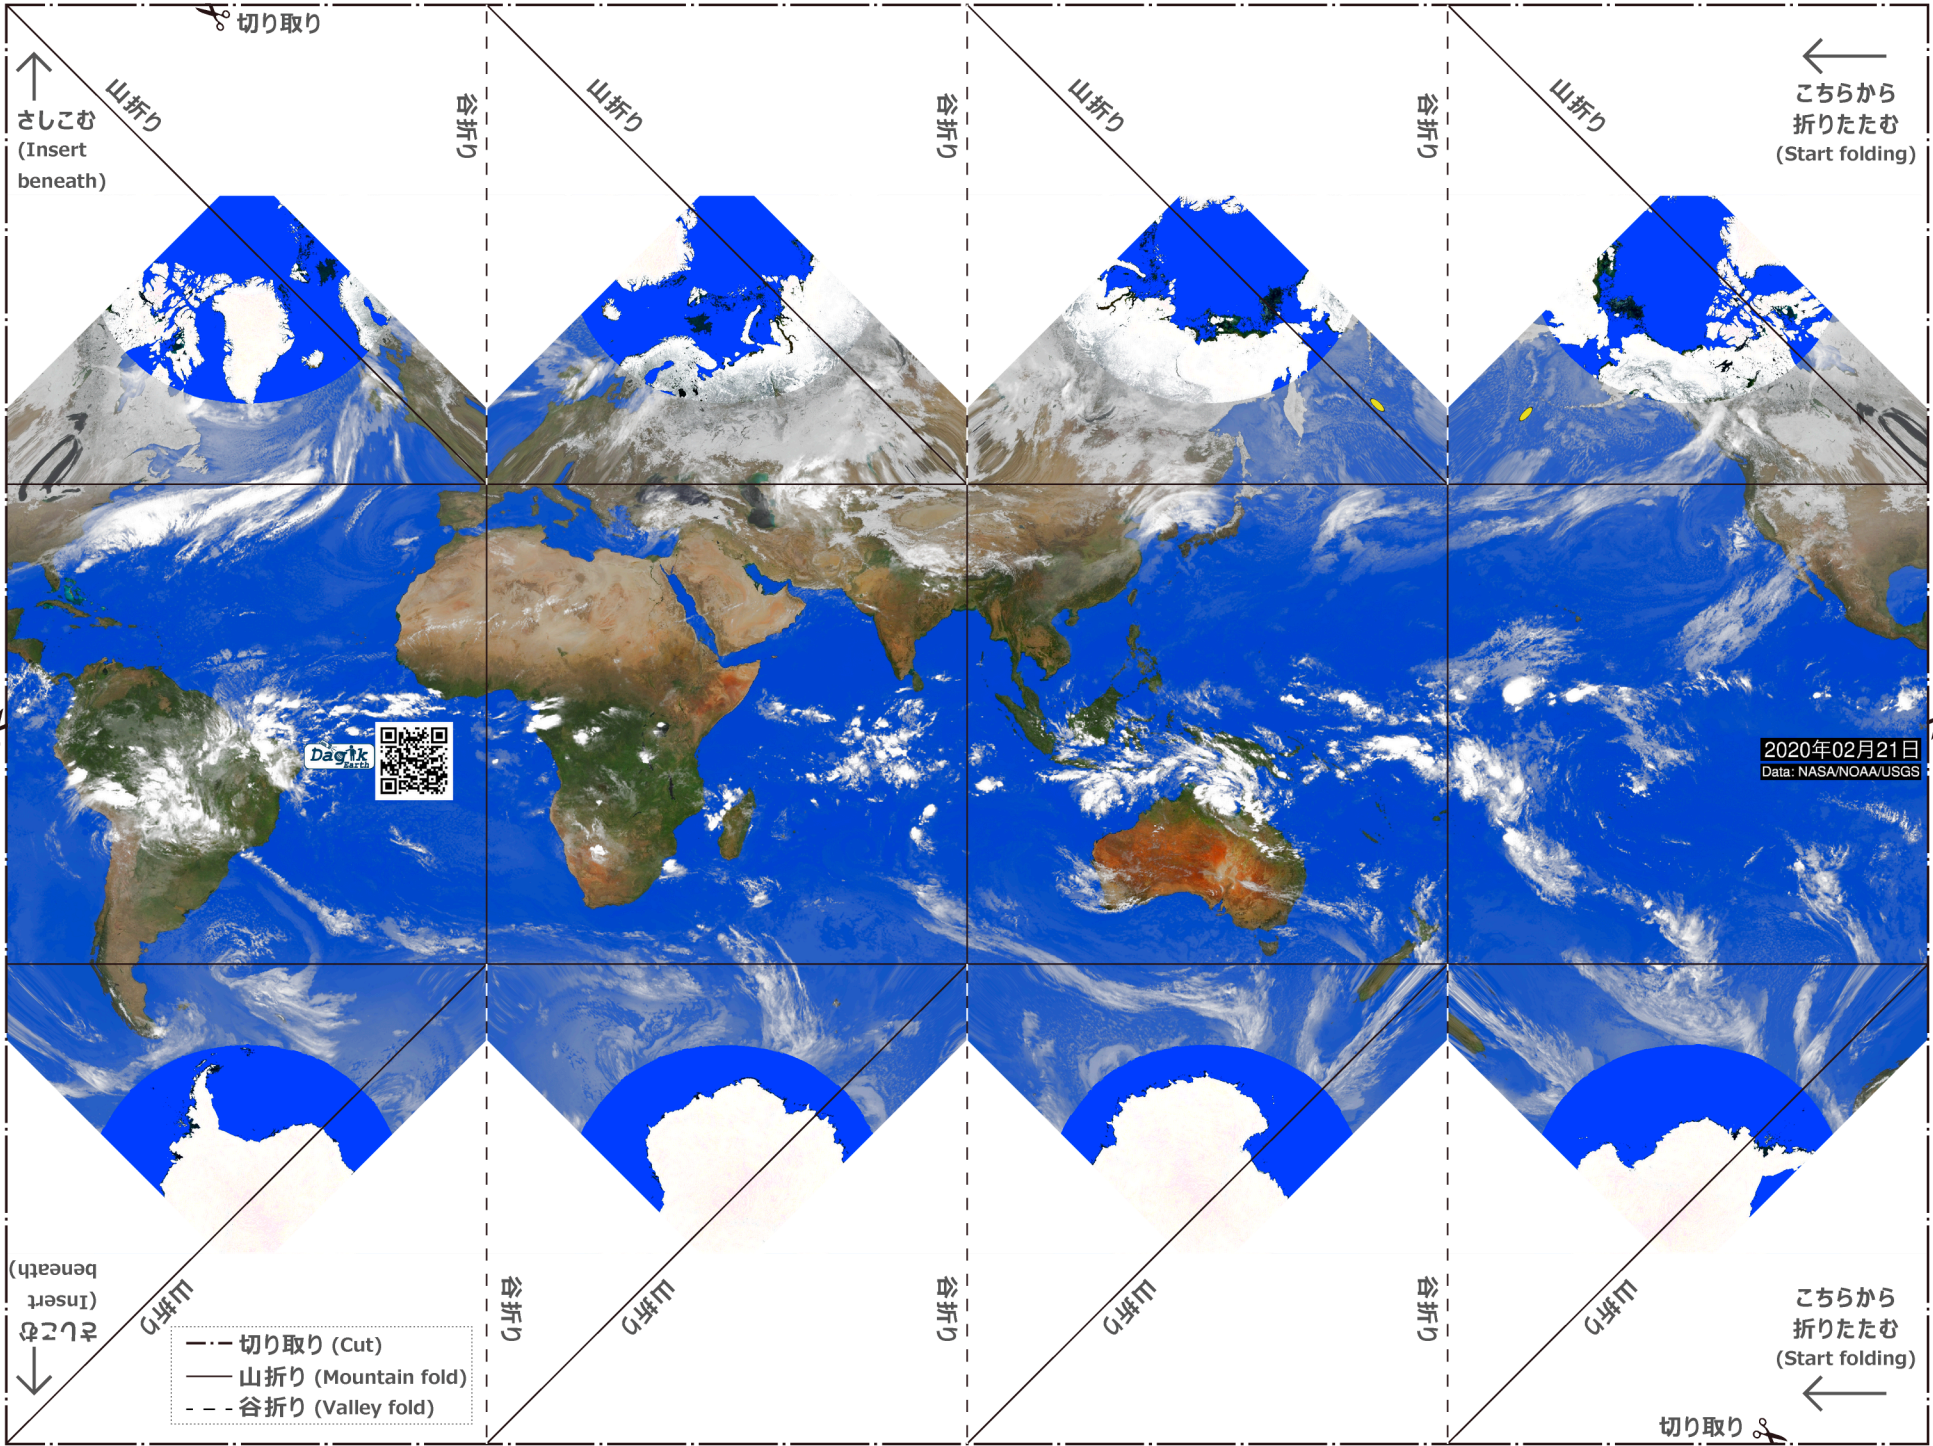 切り取り
山折り
谷折り
山折り
谷折り
山折り
谷折り
山折り
さしこむ
(Insert
beneath)
こちらから
折りたたむ
(Start folding)
Dagik
Earth
2020年02月21日
Data: NASA/NOAA/USGS
さしこむ
(Insert
beneath)
山折り
谷折り
山折り
谷折り
山折り
谷折り
山折り
こちらから
折りたたむ
(Start folding)
切り取り (Cut)
山折り (Mountain fold)
谷折り (Valley fold)
切り取り